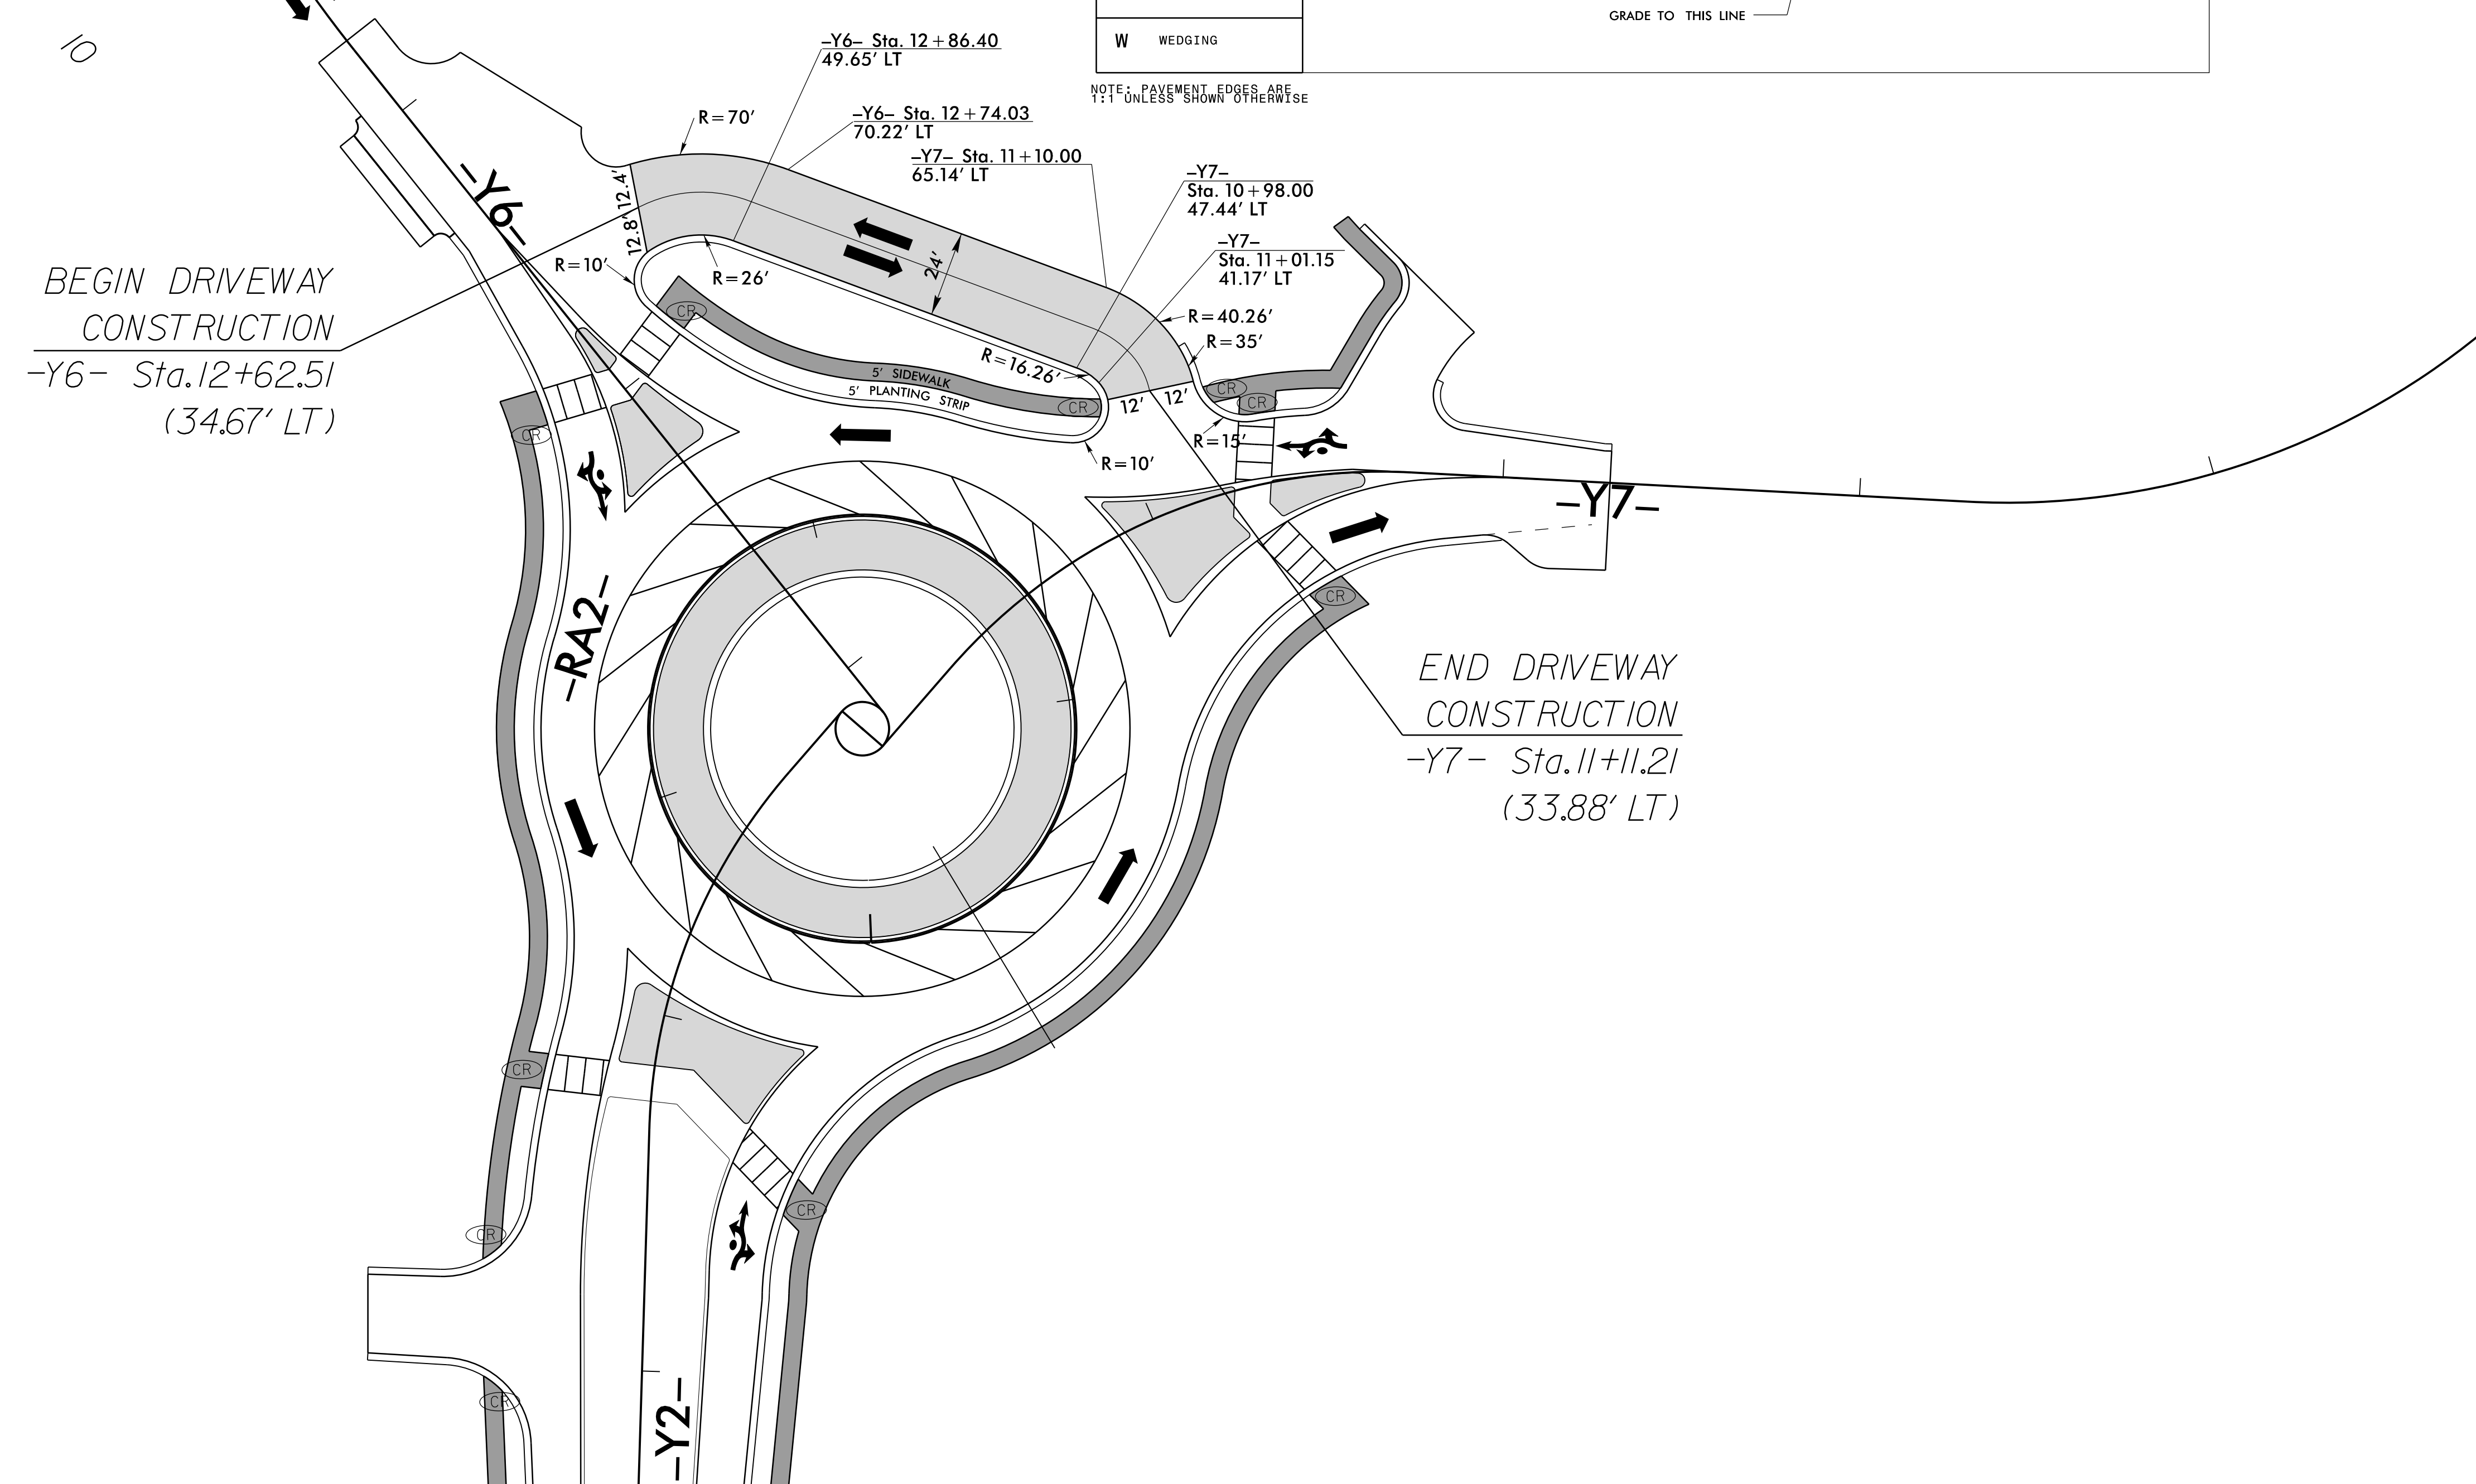 GRADE TO THIS LINE
W WEDGING
NOTE: PAVEMENT EDGES ARE
1:1 UNLESS SHOWN OTHERWISE
10
-Y6- Sta. 12+86.40
49.65' LT
-Y6- Sta. 12+74.03
70.22' LT
-Y7- Sta. 11+10.00
65.14' LT
-Y7-
Sta. 10+98.00
47.44' LT
-Y7-
Sta. 11+01.15
41.17' LT
R=70'
12.4'
12.8'
-Y6-
R=10'
R=26'
24'
R=40.26'
R=35'
R=16.26'
BEGIN DRIVEWAY
CONSTRUCTION
-Y6- Sta.12+62.51
(34.67' LT)
CR
5' SIDEWALK
5' PLANTING STRIP
CR
12'
12'
CR
CR
R=15'
R=10'
CR
-Y7-
CR
-RA2-
END DRIVEWAY
CONSTRUCTION
-Y7- Sta.11+11.21
(33.88' LT)
CR
CR
CR
CR
-Y2-